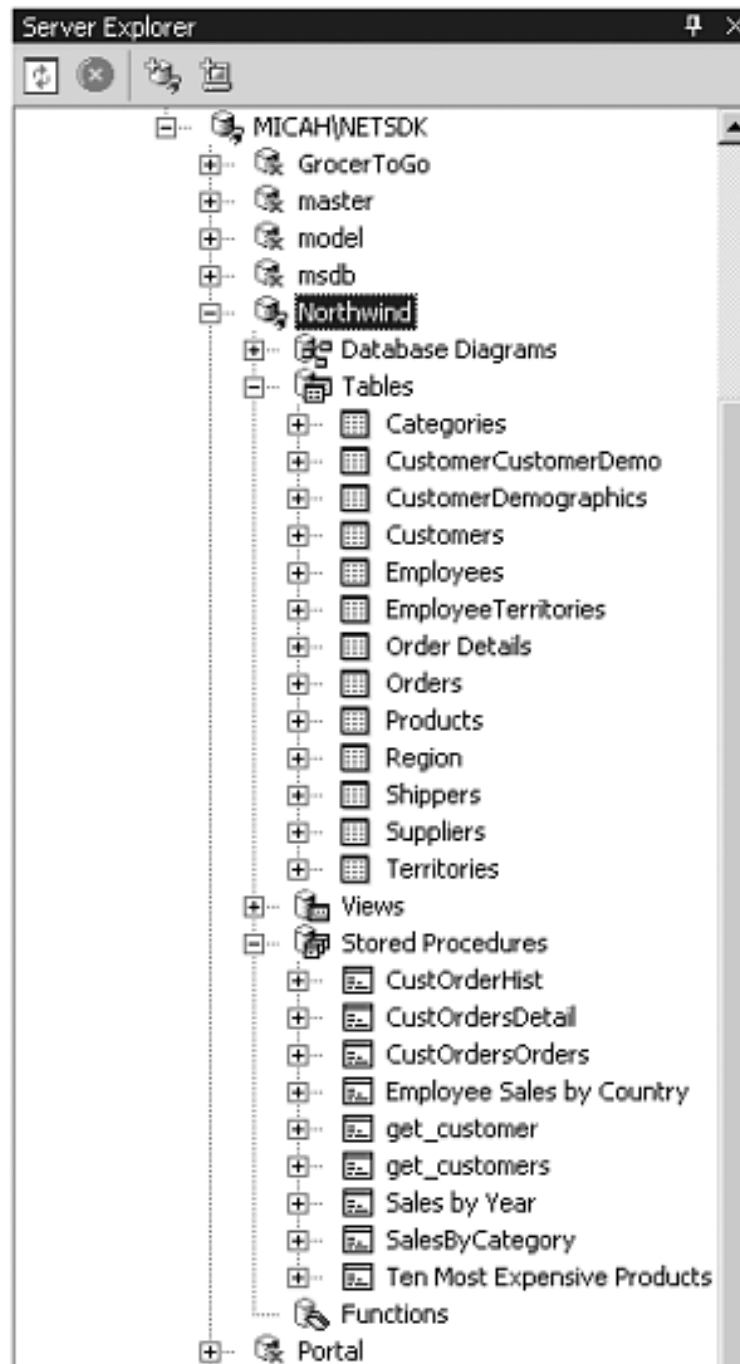 Server Explorer
MICAH\NETSDK
GrocerToGo
master
model
msdb
Northwind
Database Diagrams
Tables
Categories
CustomerCustomerDemo
CustomerDemographics
Customers
Employees
EmployeeTerritories
Order Details
Orders
Products
Region
Shippers
Suppliers
Territories
Views
Stored Procedures
CustOrderHist
CustOrdersDetail
CustOrdersOrders
Employee Sales by Country
get_customer
get_customers
Sales by Year
SalesByCategory
Ten Most Expensive Products
Functions
Portal